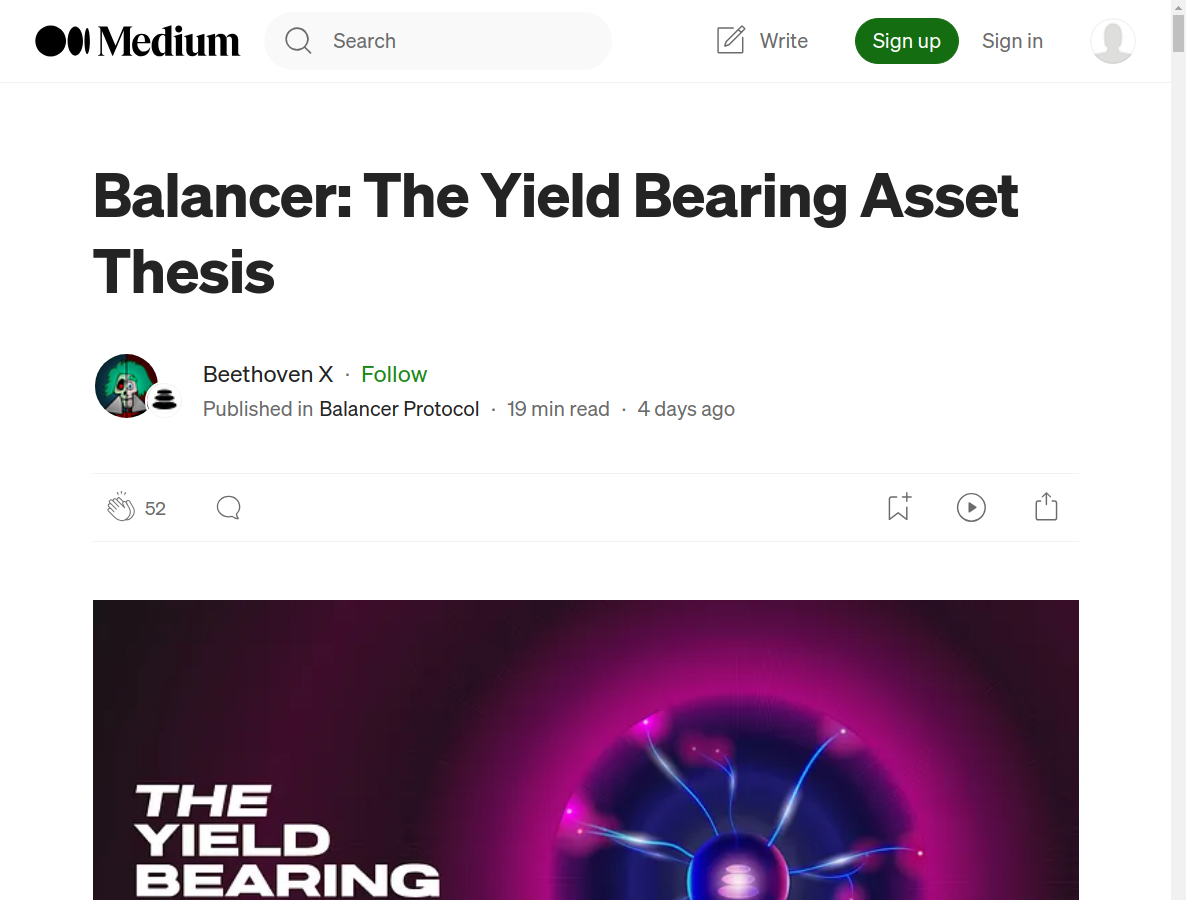 Medium
Search
Write
Sign up
Sign in
Balancer: The Yield Bearing Asset
Thesis
Beethoven X · Follow
Published in Balancer Protocol · 19 min read · 4 days ago
52
THE
YIELD
BEARING